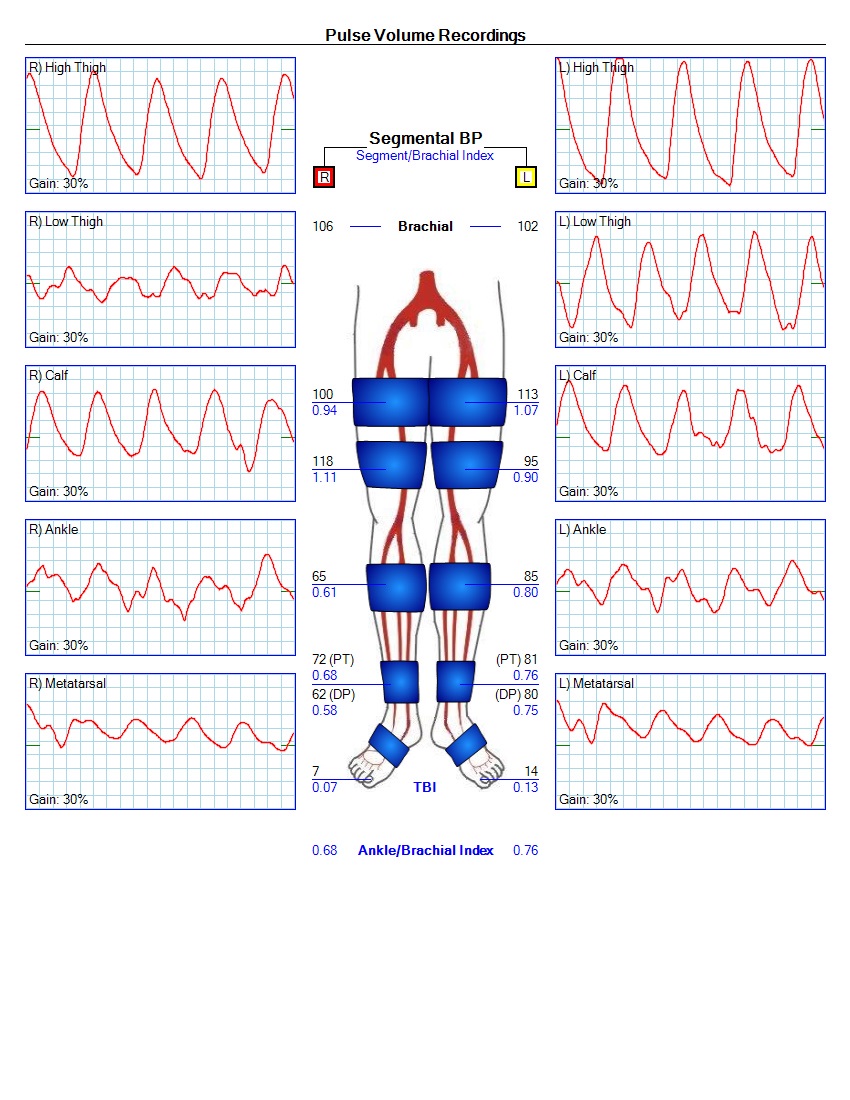 Pulse Volume Recordings
R) High Thigh
Gain: 30%
R) Low Thigh
Gain: 30%
R) Calf
Gain: 30%
R) Ankle
Gain: 30%
R) Metatarsal
Gain: 30%
Segmental BP
Segment/Brachial Index
R L
106 Brachial 102
100 113
0.94 1.07
118 95
1.11 0.90
65 85
0.61 0.80
72 (PT) (PT) 81
0.68 0.76
62 (DP) (DP) 80
0.58 0.75
7 14
0.07 TBI 0.13
0.68 Ankle/Brachial Index 0.76
L) High Thigh
Gain: 30%
L) Low Thigh
Gain: 30%
L) Calf
Gain: 30%
L) Ankle
Gain: 30%
L) Metatarsal
Gain: 30%